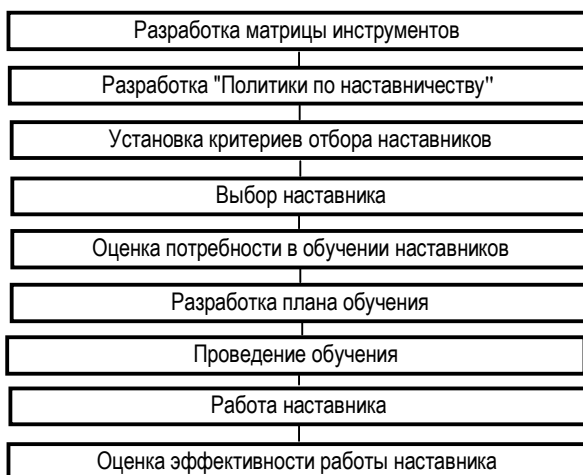 Разработка матрицы инструментов
Разработка "Политики по наставничеству"
Установка критериев отбора наставников
Выбор наставника
Оценка потребности в обучении наставников
Разработка плана обучения
Проведение обучения
Работа наставника
Оценка эффективности работы наставника